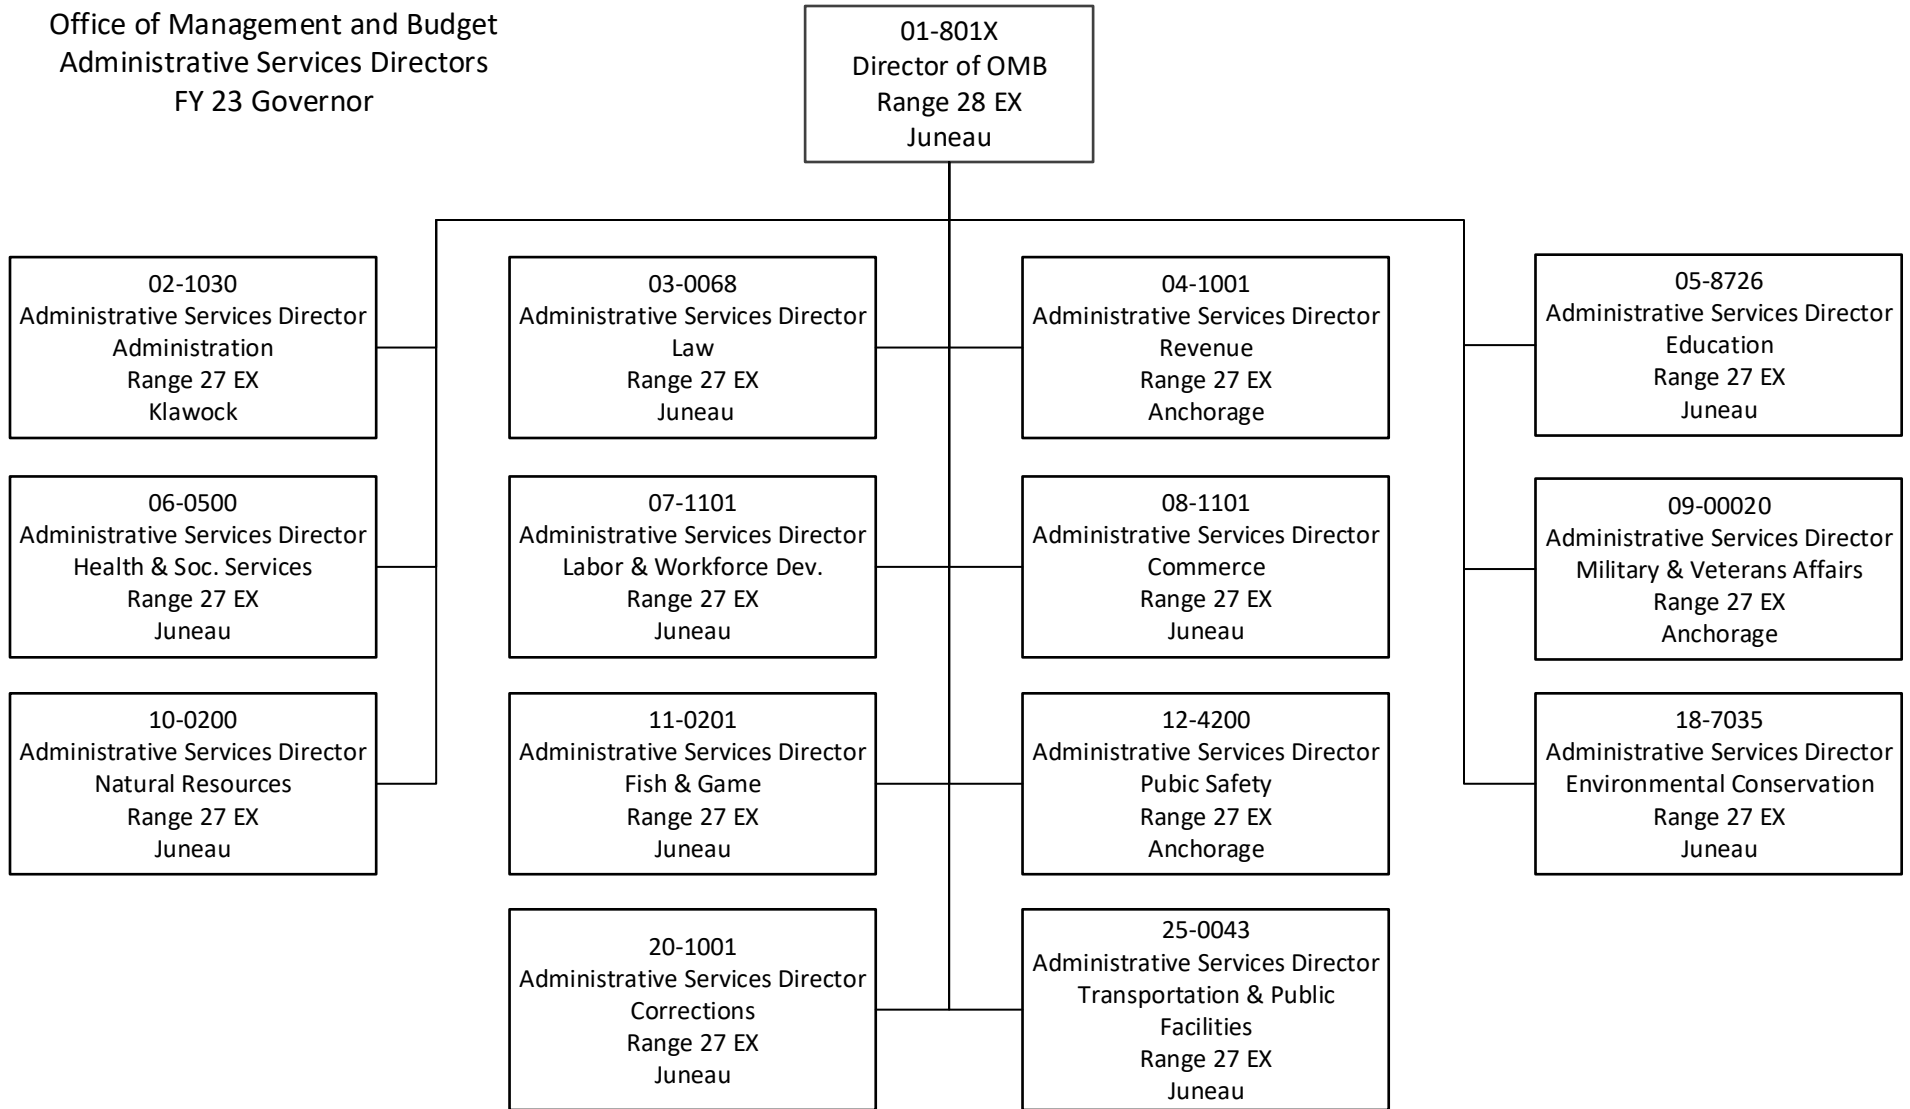 Office of Management and Budget
Administrative Services Directors
FY 23 Governor
01-801X
Director of OMB
Range 28 EX
Juneau
02-1030
Administrative Services Director
Administration
Range 27 EX
Klawock
03-0068
Administrative Services Director
Law
Range 27 EX
Juneau
04-1001
Administrative Services Director
Revenue
Range 27 EX
Anchorage
05-8726
Administrative Services Director
Education
Range 27 EX
Juneau
06-0500
Administrative Services Director
Health & Soc. Services
Range 27 EX
Juneau
07-1101
Administrative Services Director
Labor & Workforce Dev.
Range 27 EX
Juneau
08-1101
Administrative Services Director
Commerce
Range 27 EX
Juneau
09-00020
Administrative Services Director
Military & Veterans Affairs
Range 27 EX
Anchorage
10-0200
Administrative Services Director
Natural Resources
Range 27 EX
Juneau
11-0201
Administrative Services Director
Fish & Game
Range 27 EX
Juneau
12-4200
Administrative Services Director
Pubic Safety
Range 27 EX
Anchorage
18-7035
Administrative Services Director
Environmental Conservation
Range 27 EX
Juneau
20-1001
Administrative Services Director
Corrections
Range 27 EX
Juneau
25-0043
Administrative Services Director
Transportation & Public
Facilities
Range 27 EX
Juneau